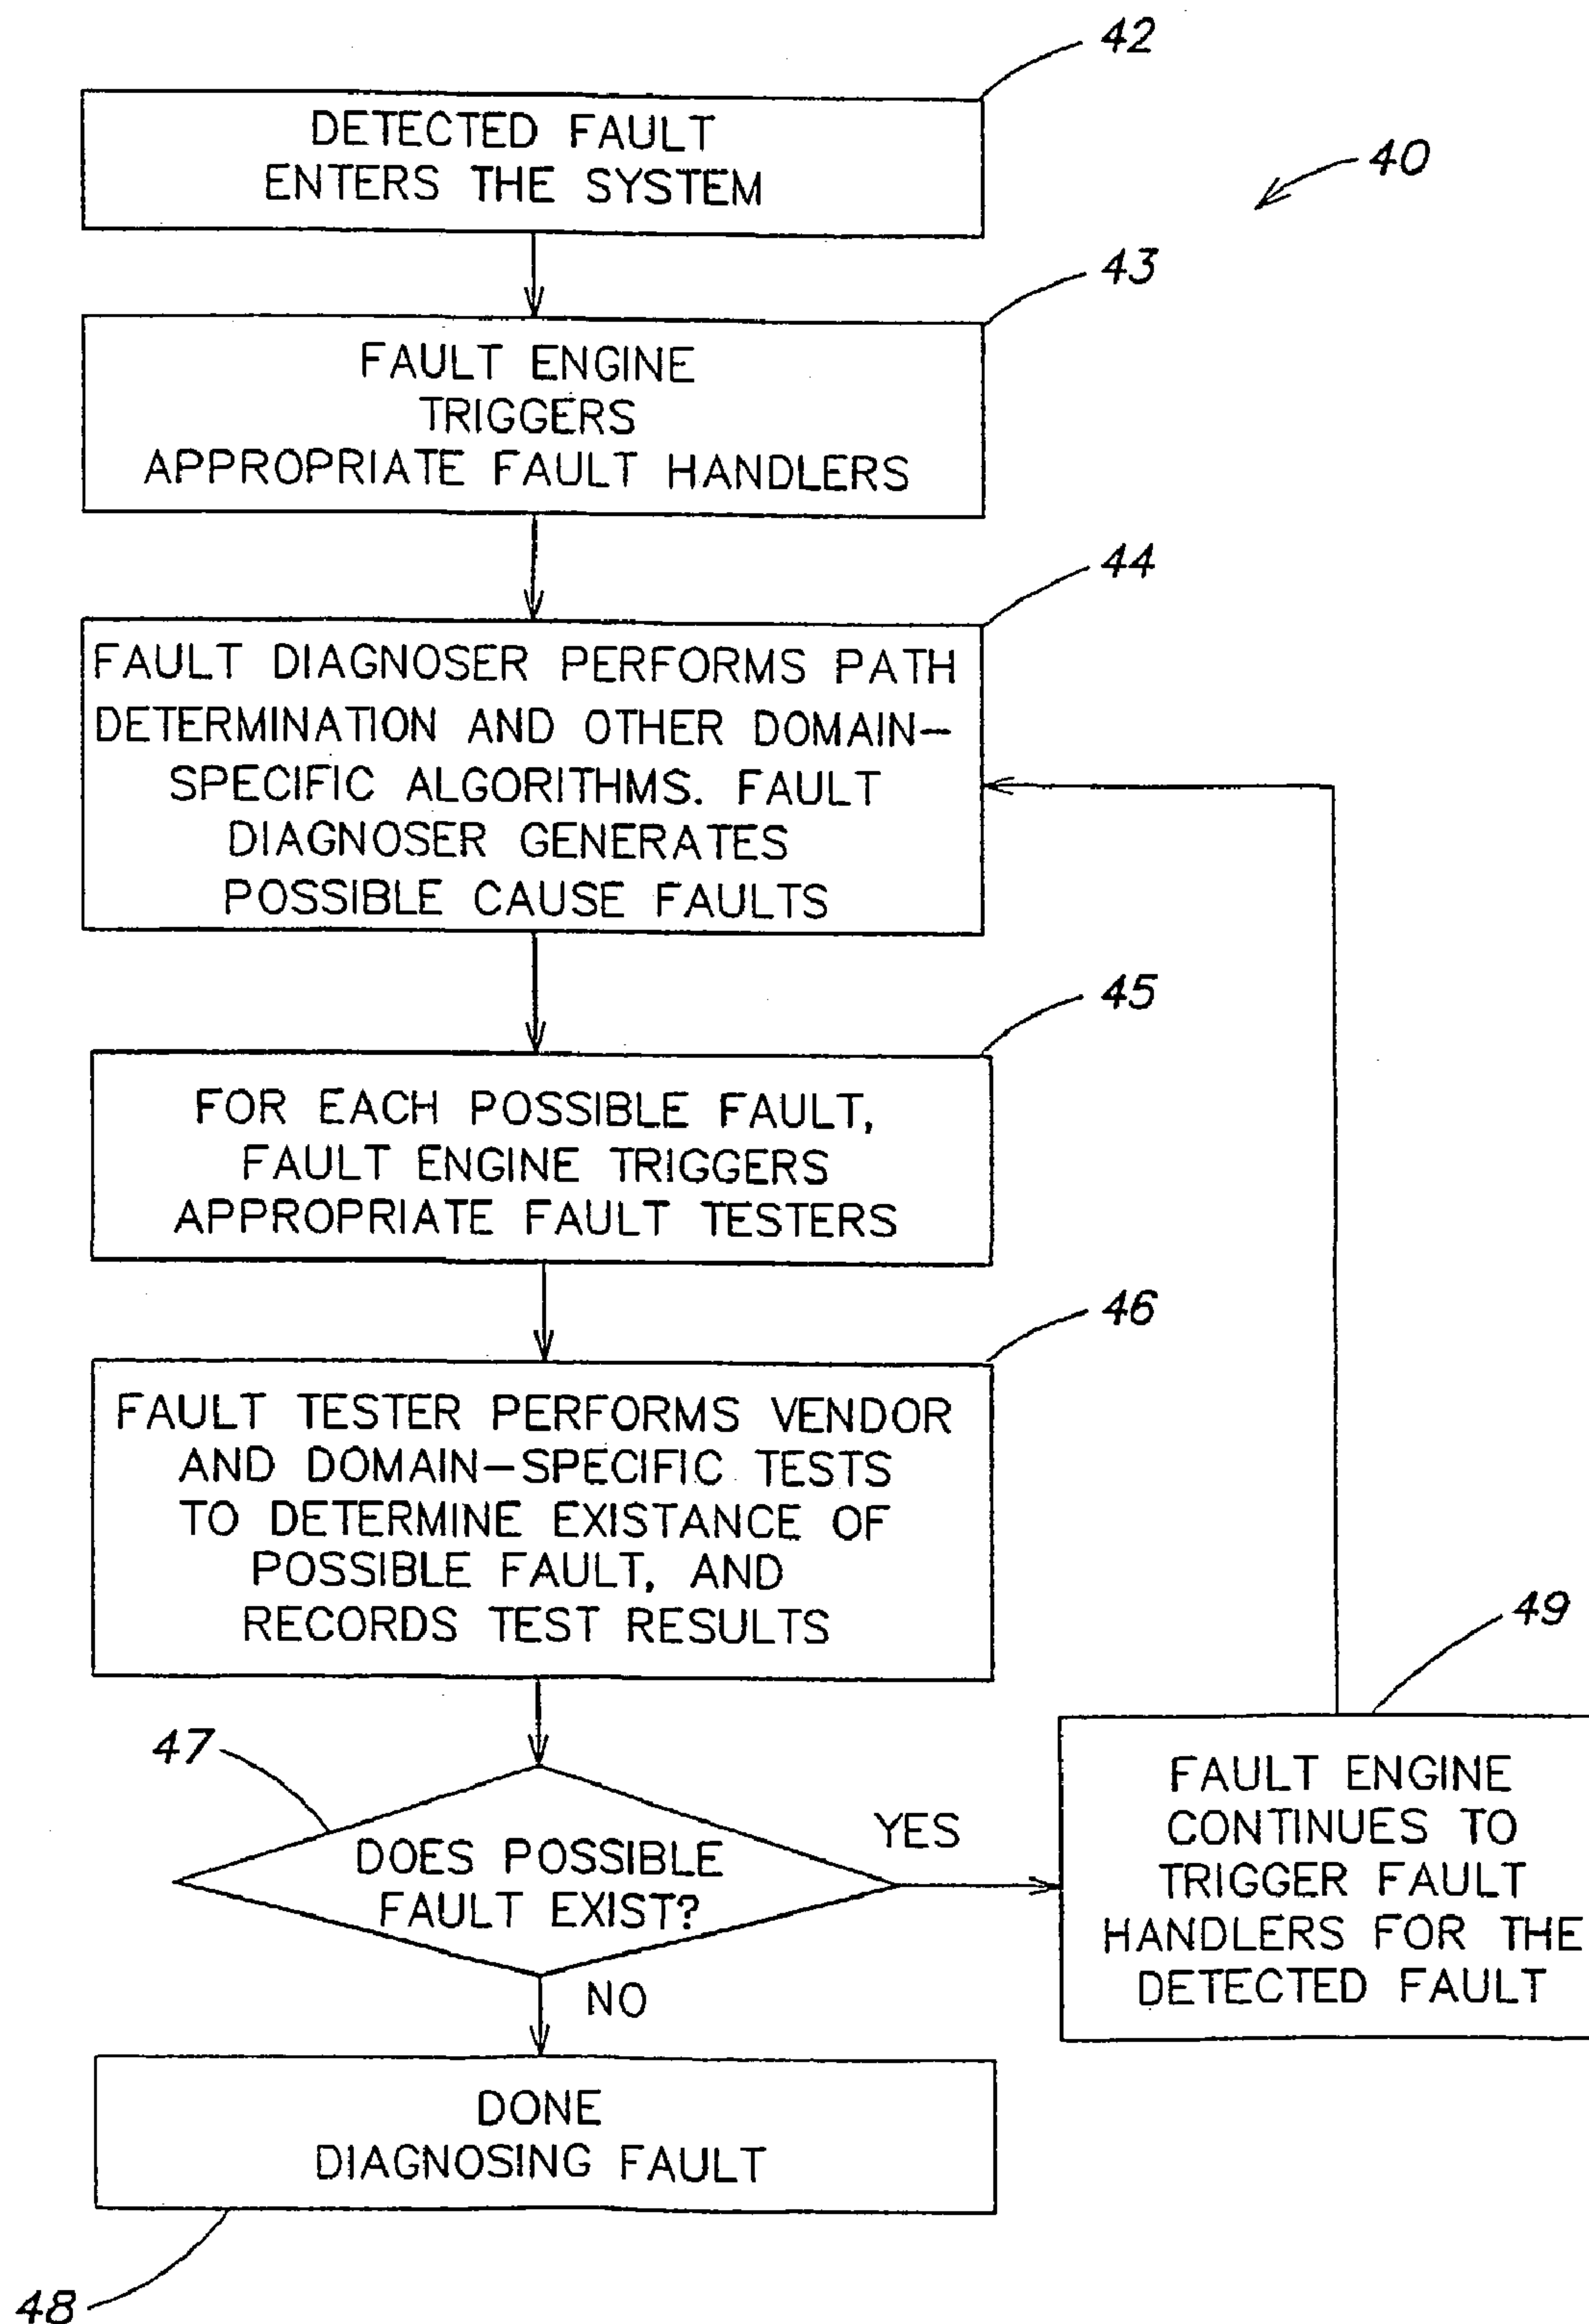 42
DETECTED FAULT
ENTERS THE SYSTEM
40
43
FAULT ENGINE
TRIGGERS
APPROPRIATE FAULT HANDLERS
44
FAULT DIAGNOSER PERFORMS PATH
DETERMINATION AND OTHER DOMAIN-
SPECIFIC ALGORITHMS. FAULT
DIAGNOSER GENERATES
POSSIBLE CAUSE FAULTS
45
FOR EACH POSSIBLE FAULT,
FAULT ENGINE TRIGGERS
APPROPRIATE FAULT TESTERS
46
FAULT TESTER PERFORMS VENDOR
AND DOMAIN-SPECIFIC TESTS
TO DETERMINE EXISTANCE OF
POSSIBLE FAULT, AND
RECORDS TEST RESULTS
47
DOES POSSIBLE
FAULT EXIST?
YES
NO
49
FAULT ENGINE
CONTINUES TO
TRIGGER FAULT
HANDLERS FOR THE
DETECTED FAULT
DONE
DIAGNOSING FAULT
48